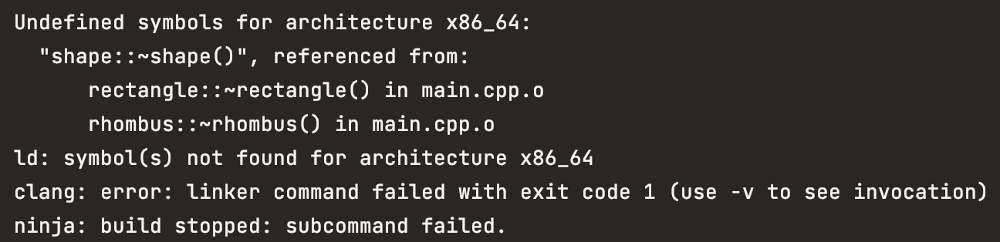 Undefined symbols for architecture x86_64:
  "shape::~shape()", referenced from:
      rectangle::~rectangle() in main.cpp.o
      rhombus::~rhombus() in main.cpp.o
ld: symbol(s) not found for architecture x86_64
clang: error: linker command failed with exit code 1 (use -v to see invocation)
ninja: build stopped: subcommand failed.